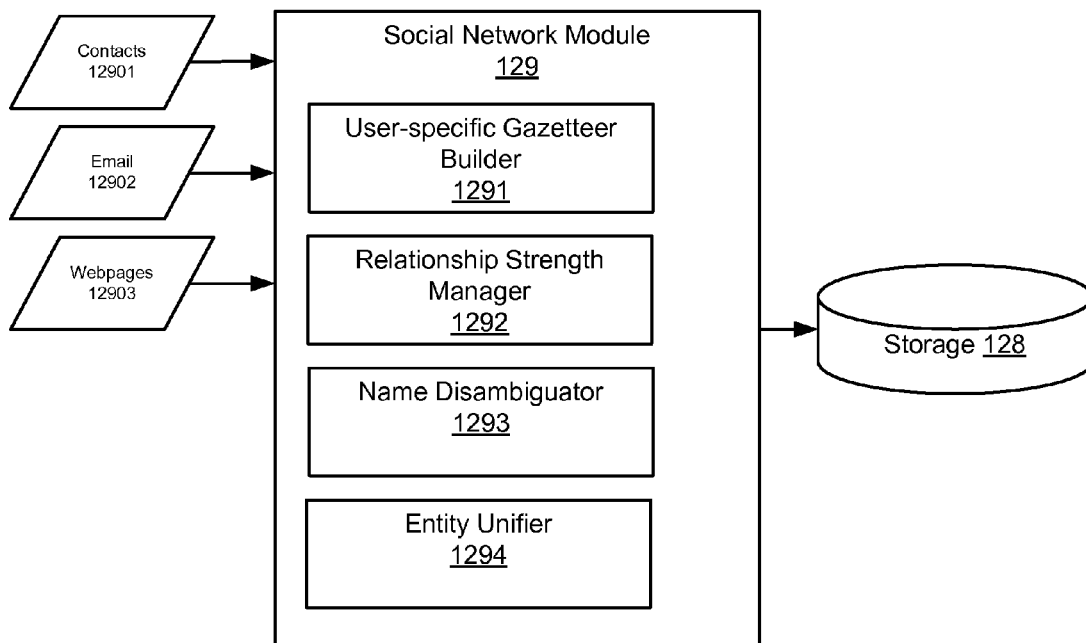 Contacts
12901
Email
12902
Webpages
12903
Social Network Module
129
User-specific Gazetteer
Builder
1291
Relationship Strength
Manager
1292
Name Disambiguator
1293
Entity Unifier
1294
Storage 128